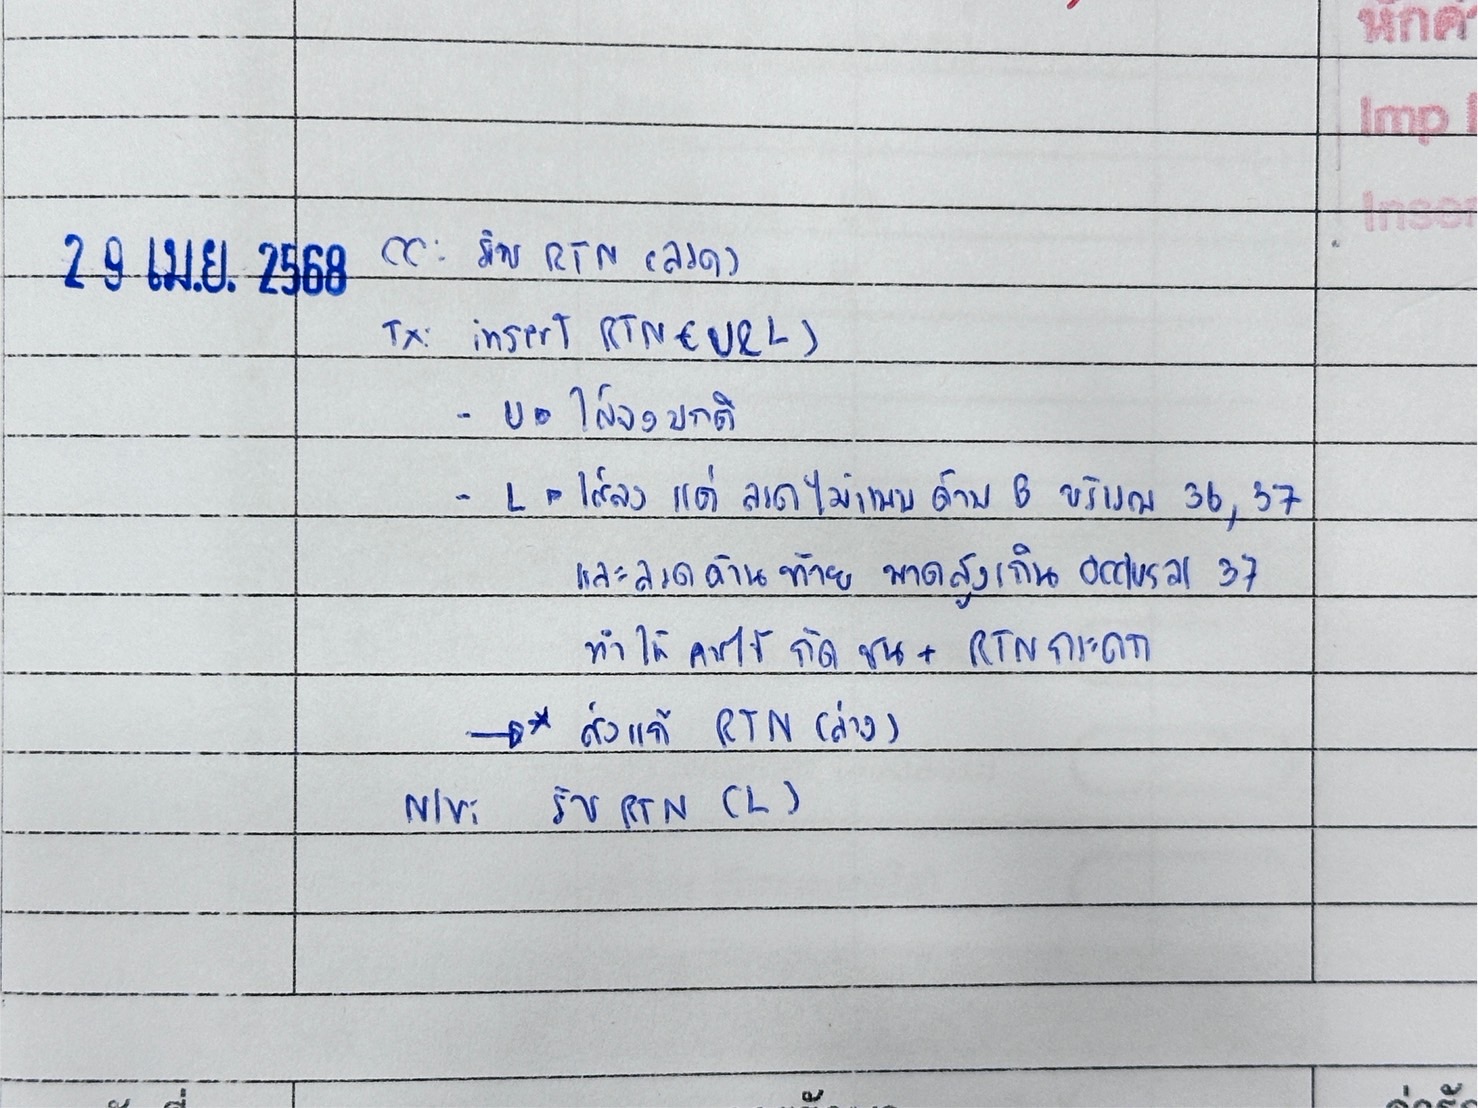 หักค่
Imp
Inser
29 เม.ย. 2568 CC: รับ RTN (ลวด)
Tx: insert RTN (U&L)
- U → ใส่ลงปกติ
- L → ใส่ลง แต่ ลวดไม่แนบ ด้าน B บริเวณ 36, 37
และลวดด้านท้าย พาดสูงเกิน occlusal 37
ทำให้ คนไข้ กัด ชน + RTN กระดก
→* ส่งแก้ RTN (ล่าง)
N/V: รับ RTN (L)